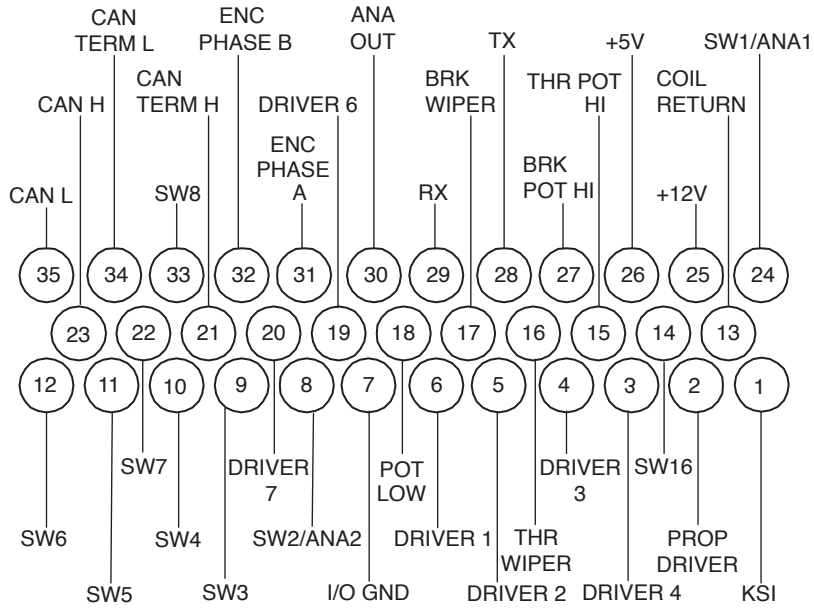 CAN
TERM L
ENC
PHASE B
ANA
OUT
TX
+5V
SW1/ANA1
CAN H
CAN
TERM H
DRIVER 6
BRK
WIPER
THR POT
HI
COIL
RETURN
CAN L
SW8
ENC
PHASE
A
RX
BRK
POT HI
+12V
35 34 33 32 31 30 29 28 27 26 25 24
23 22 21 20 19 18 17 16 15 14 13
12 11 10 9 8 7 6 5 4 3 2 1
SW7
DRIVER
7
POT
LOW
DRIVER
3
SW16
SW6
SW4
SW2/ANA2
DRIVER 1
THR
WIPER
PROP
DRIVER
SW5
SW3
I/O GND
DRIVER 2
DRIVER 4
KSI